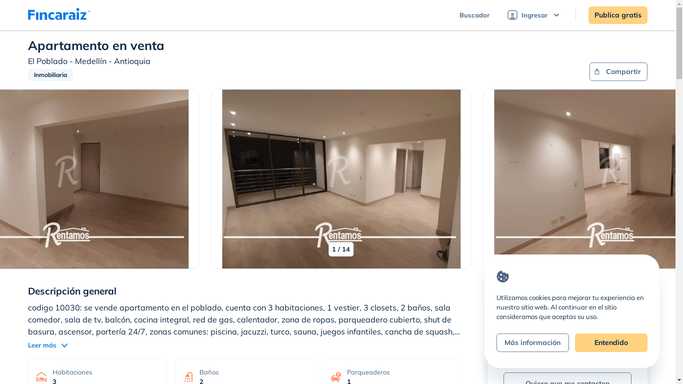 Fincaraiz
Buscador
Ingresar
Publica gratis
Apartamento en venta
El Poblado - Medellín - Antioquia
Inmobiliaria
Compartir
Rentamos
Rentamos
Rentamos
1 / 14
Descripción general
codigo 10030: se vende apartamento en el poblado, cuenta con 3 habitaciones, 1 vestier, 3 closets, 2 baños, sala
comedor, sala de tv, balcón, cocina integral, red de gas, calentador, zona de ropas, parqueadero cubierto, shut de
basura, ascensor, portería 24/7, zonas comunes: piscina, jacuzzi, turco, sauna, juegos infantiles, cancha de squash,...
Leer más
Habitaciones
3
Baños
2
Parqueaderos
1
Utilizamos cookies para mejorar tu experiencia en
nuestro sitio web. Al continuar en el sitio
consideramos que aceptas su uso.
Más información
Entendido
Quiero que me contacten